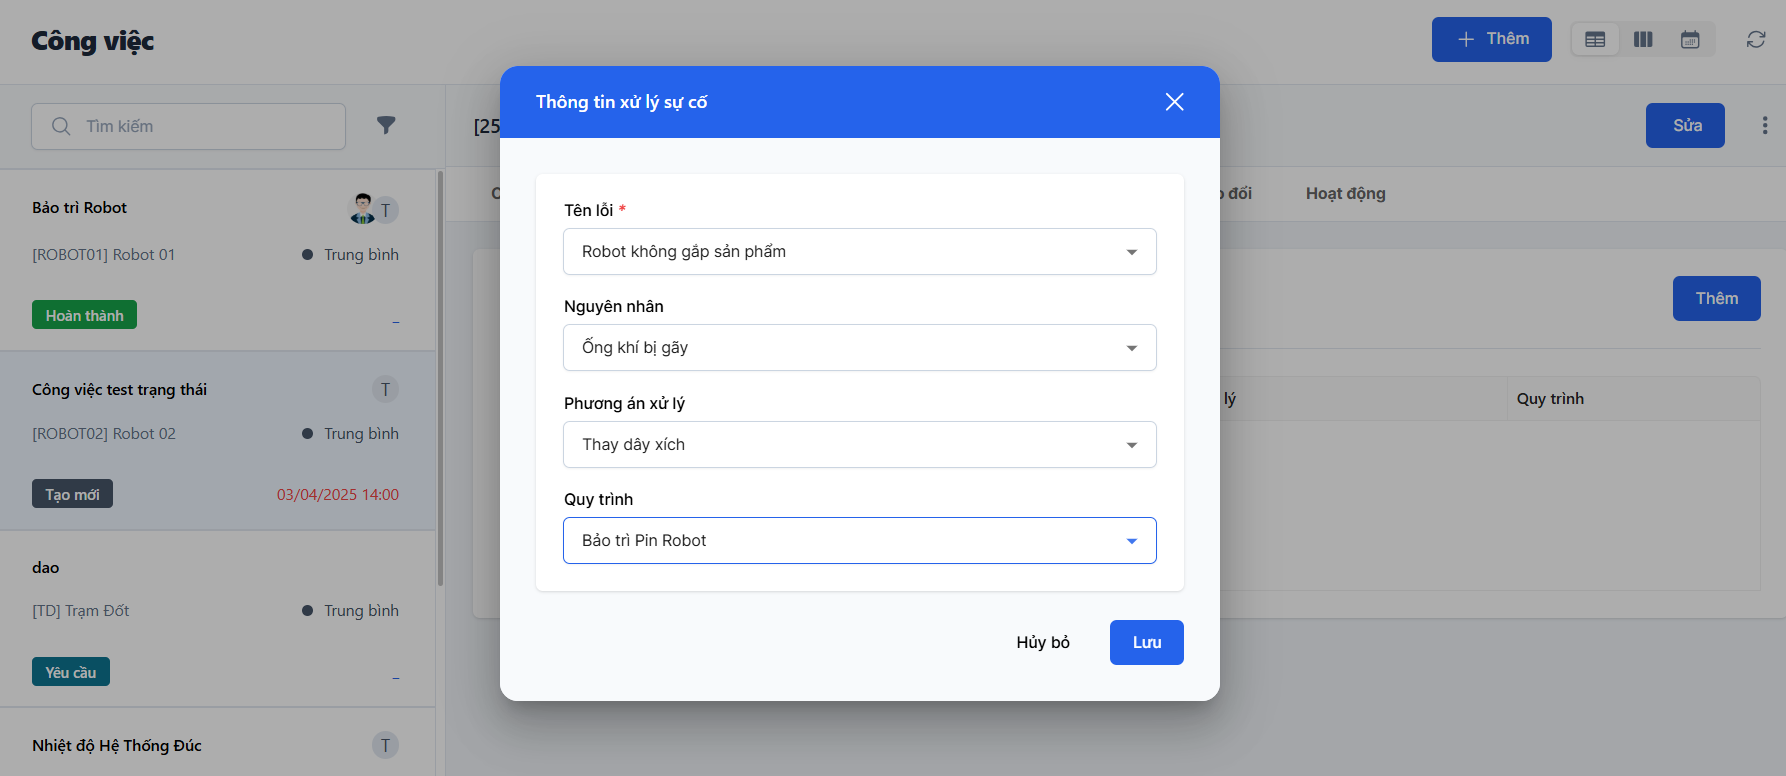 Công việc
Thêm
Tìm kiếm
Bảo trì Robot
T
[ROBOT01] Robot 01
Trung bình
Hoàn thành
–
Công việc test trạng thái
T
[ROBOT02] Robot 02
Trung bình
Tạo mới
03/04/2025 14:00
dao
[TD] Trạm Đốt
Trung bình
Yêu cầu
–
Nhiệt độ Hệ Thống Đúc
T
[25
Sửa
đổi
Hoạt động
Thêm
lý
Quy trình
Thông tin xử lý sự cố
Tên lỗi *
Robot không gắp sản phẩm
Nguyên nhân
Ống khí bị gãy
Phương án xử lý
Thay dây xích
Quy trình
Bảo trì Pin Robot
Hủy bỏ
Lưu